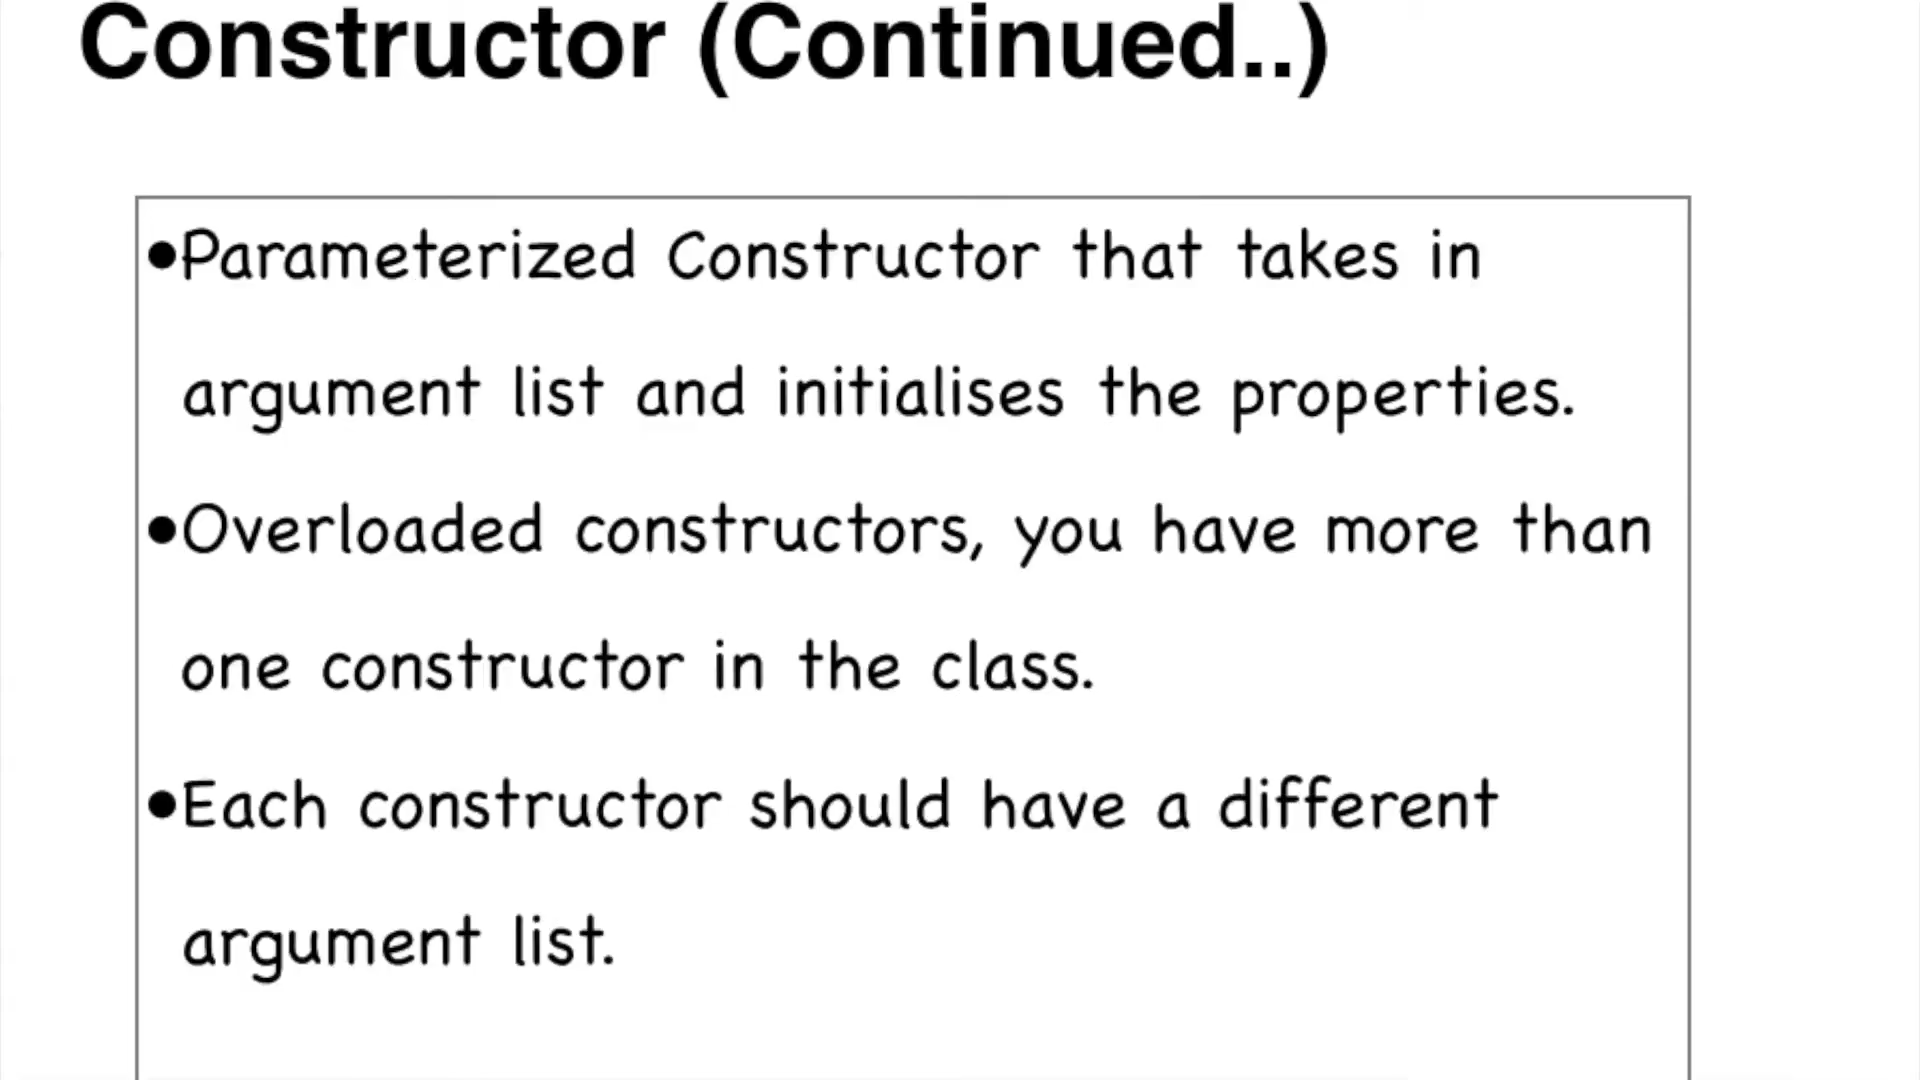 Constructor (Continued..)
●Parameterized Constructor that takes in
argument list and initialises the properties.
●Overloaded constructors, you have more than
one constructor in the class.
●Each constructor should have a different
argument list.